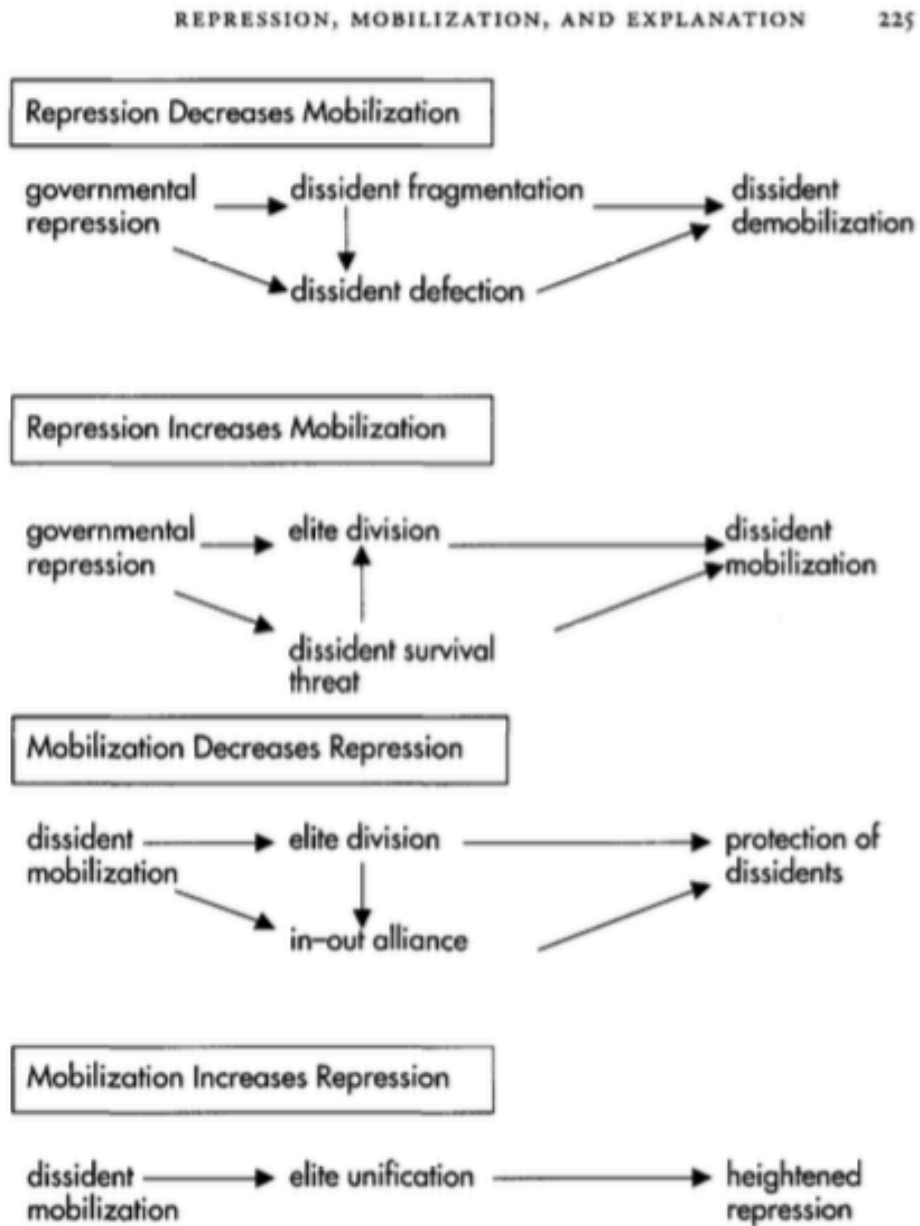 REPRESSION, MOBILIZATION, AND EXPLANATION 225
Repression Decreases Mobilization
governmental
repression
dissident fragmentation
dissident defection
dissident
demobilization
Repression Increases Mobilization
governmental
repression
elite division
dissident survival
threat
dissident
mobilization
Mobilization Decreases Repression
dissident
mobilization
elite division
in–out alliance
protection of
dissidents
Mobilization Increases Repression
dissident
mobilization
elite unification
heightened
repression